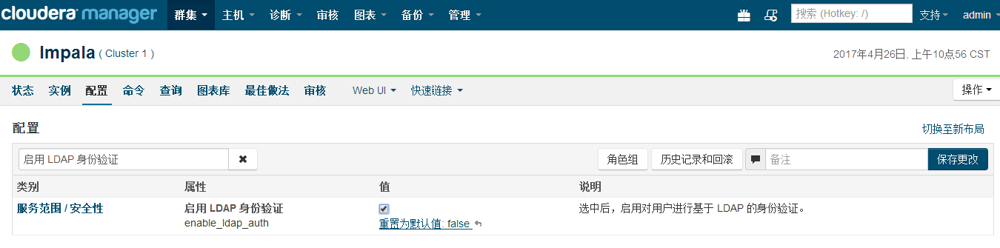 cloudera manager 群集 主机 诊断 审核 图表 备份 管理 搜索 (Hotkey: /) 支持 admin
Impala ( Cluster 1 ) 2017年4月26日, 上午10点56 CST
状态 实例 配置 命令 查询 图表库 最佳做法 审核 Web UI 快速链接 操作
配置 切换至新布局
启用 LDAP 身份验证 角色组 历史记录和回滚 备注 保存更改
类别 属性 值 说明
服务范围 / 安全性 启用 LDAP 身份验证 选中后，启用对用户进行基于 LDAP 的身份验证。
enable_ldap_auth 重置为默认值: false